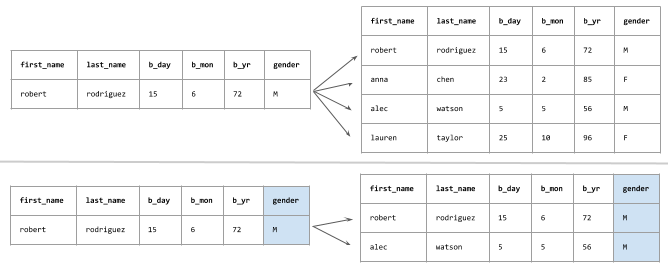 first_name last_name b_day b_mon b_yr gender
robert rodriguez 15 6 72 M
first_name last_name b_day b_mon b_yr gender
robert rodriguez 15 6 72 M
anna chen 23 2 85 F
alec watson 5 5 56 M
lauren taylor 25 10 96 F
first_name last_name b_day b_mon b_yr gender
robert rodriguez 15 6 72 M
first_name last_name b_day b_mon b_yr gender
robert rodriguez 15 6 72 M
alec watson 5 5 56 M